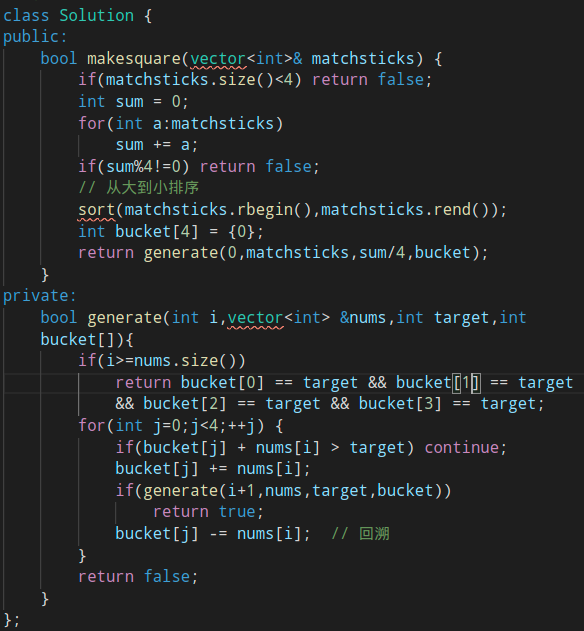 class Solution {
public:
    bool makesquare(vector<int>& matchsticks) {
        if(matchsticks.size()<4) return false;
        int sum = 0;
        for(int a:matchsticks)
            sum += a;
        if(sum%4!=0) return false;
        // 从大到小排序
        sort(matchsticks.rbegin(),matchsticks.rend());
        int bucket[4] = {0};
        return generate(0,matchsticks,sum/4,bucket);
    }
private:
    bool generate(int i,vector<int> &nums,int target,int
    bucket[]){
        if(i>=nums.size())
            return bucket[0] == target && bucket[1] == target
            && bucket[2] == target && bucket[3] == target;
        for(int j=0;j<4;++j) {
            if(bucket[j] + nums[i] > target) continue;
            bucket[j] += nums[i];
            if(generate(i+1,nums,target,bucket))
                return true;
            bucket[j] -= nums[i];  // 回溯
        }
        return false;
    }
};